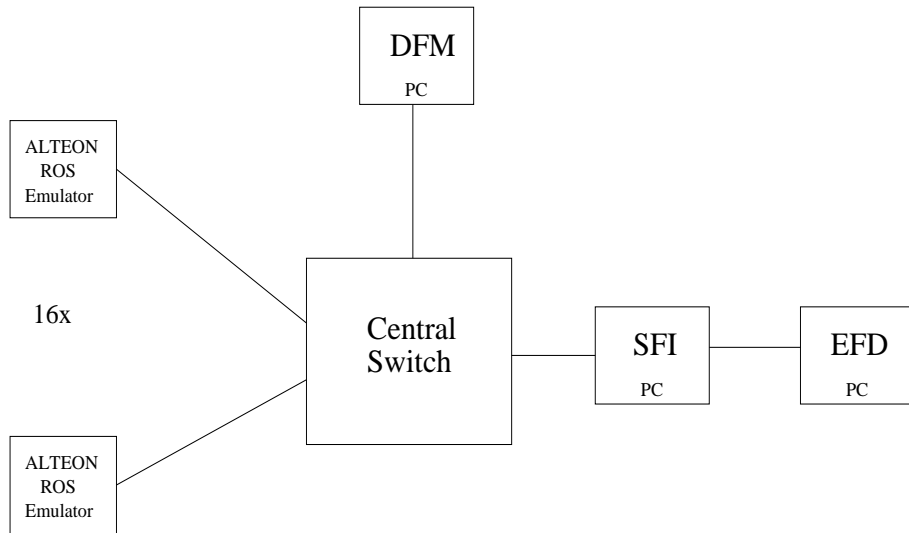 DFM
PC
ALTEON
ROS
Emulator
16x
Central
Switch
SFI
PC
EFD
PC
ALTEON
ROS
Emulator